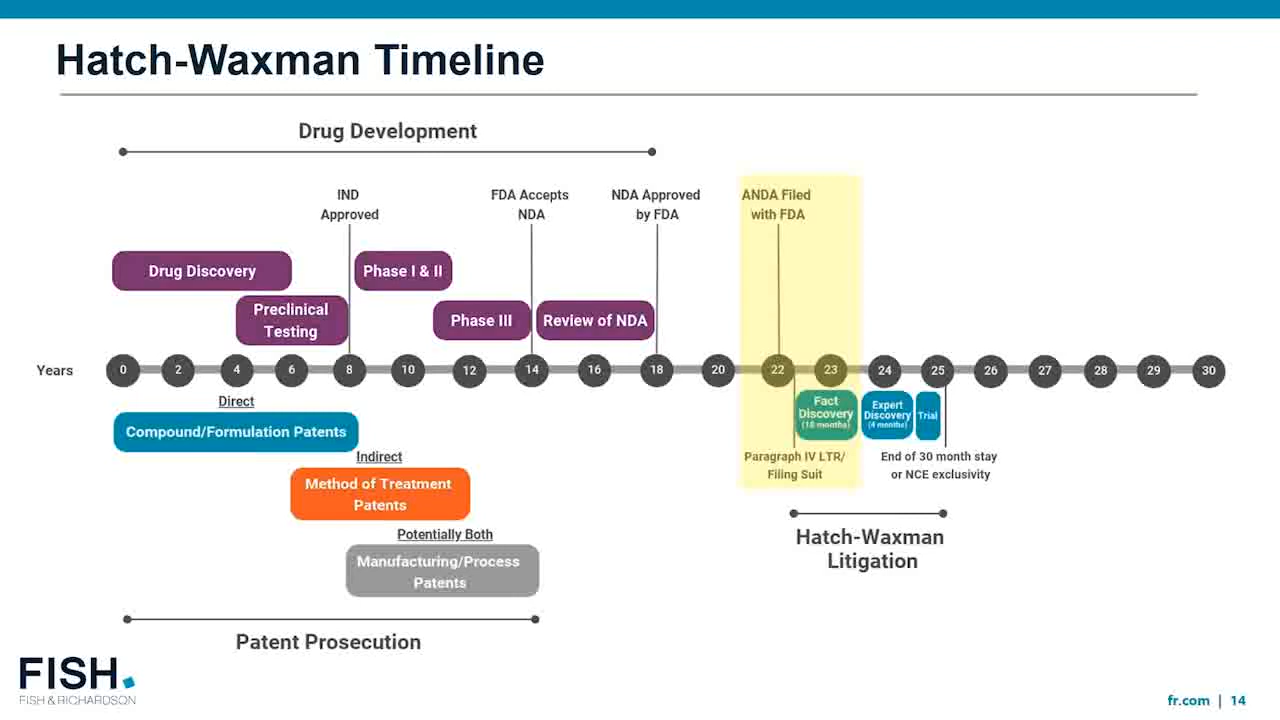 Hatch-Waxman Timeline
Drug Development
IND
Approved
FDA Accepts
NDA
NDA Approved
by FDA
ANDA Filed
with FDA
Drug Discovery
Phase I & II
Preclinical
Testing
Phase III
Review of NDA
Years
0 2 4 6 8 10 12 14 16 18 20 22 23 24 25 26 27 28 29 30
Direct
Compound/Formulation Patents
Fact
Discovery
(18 months)
Expert
Discovery
(4 months)
Trial
Indirect
Method of Treatment
Patents
Paragraph IV LTR/
Filing Suit
End of 30 month stay
or NCE exclusivity
Potentially Both
Manufacturing/Process
Patents
Hatch-Waxman
Litigation
Patent Prosecution
FISH.
FISH & RICHARDSON
fr.com | 14